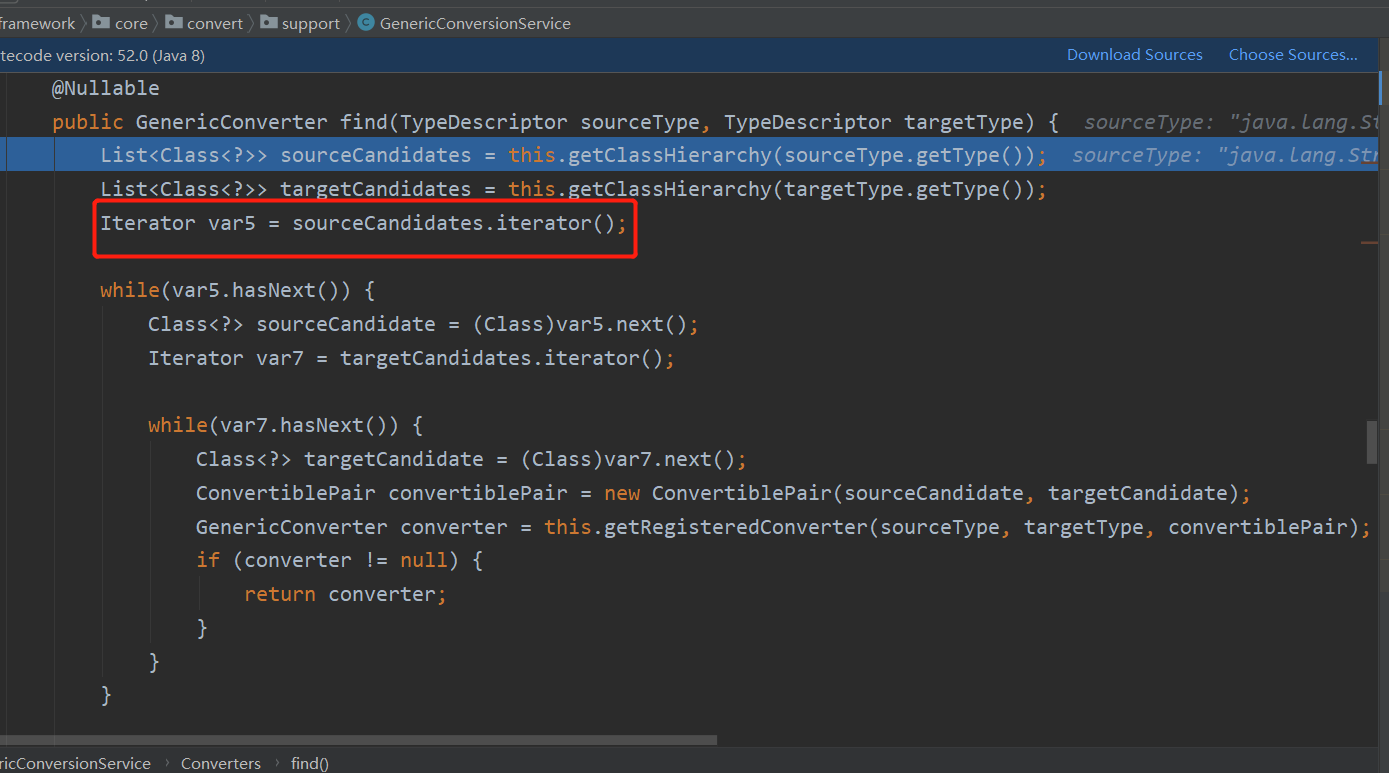 framework core convert support GenericConversionService
tecode version: 52.0 (Java 8) Download Sources Choose Sources...
@Nullable
public GenericConverter find(TypeDescriptor sourceType, TypeDescriptor targetType) { sourceType: "java.lang.St
List<Class<?>> sourceCandidates = this.getClassHierarchy(sourceType.getType()); sourceType: "java.lang.Str
List<Class<?>> targetCandidates = this.getClassHierarchy(targetType.getType());
Iterator var5 = sourceCandidates.iterator();
while(var5.hasNext()) {
Class<?> sourceCandidate = (Class)var5.next();
Iterator var7 = targetCandidates.iterator();
while(var7.hasNext()) {
Class<?> targetCandidate = (Class)var7.next();
ConvertiblePair convertiblePair = new ConvertiblePair(sourceCandidate, targetCandidate);
GenericConverter converter = this.getRegisteredConverter(sourceType, targetType, convertiblePair);
if (converter != null) {
return converter;
}
}
}
ricConversionService › Converters › find()